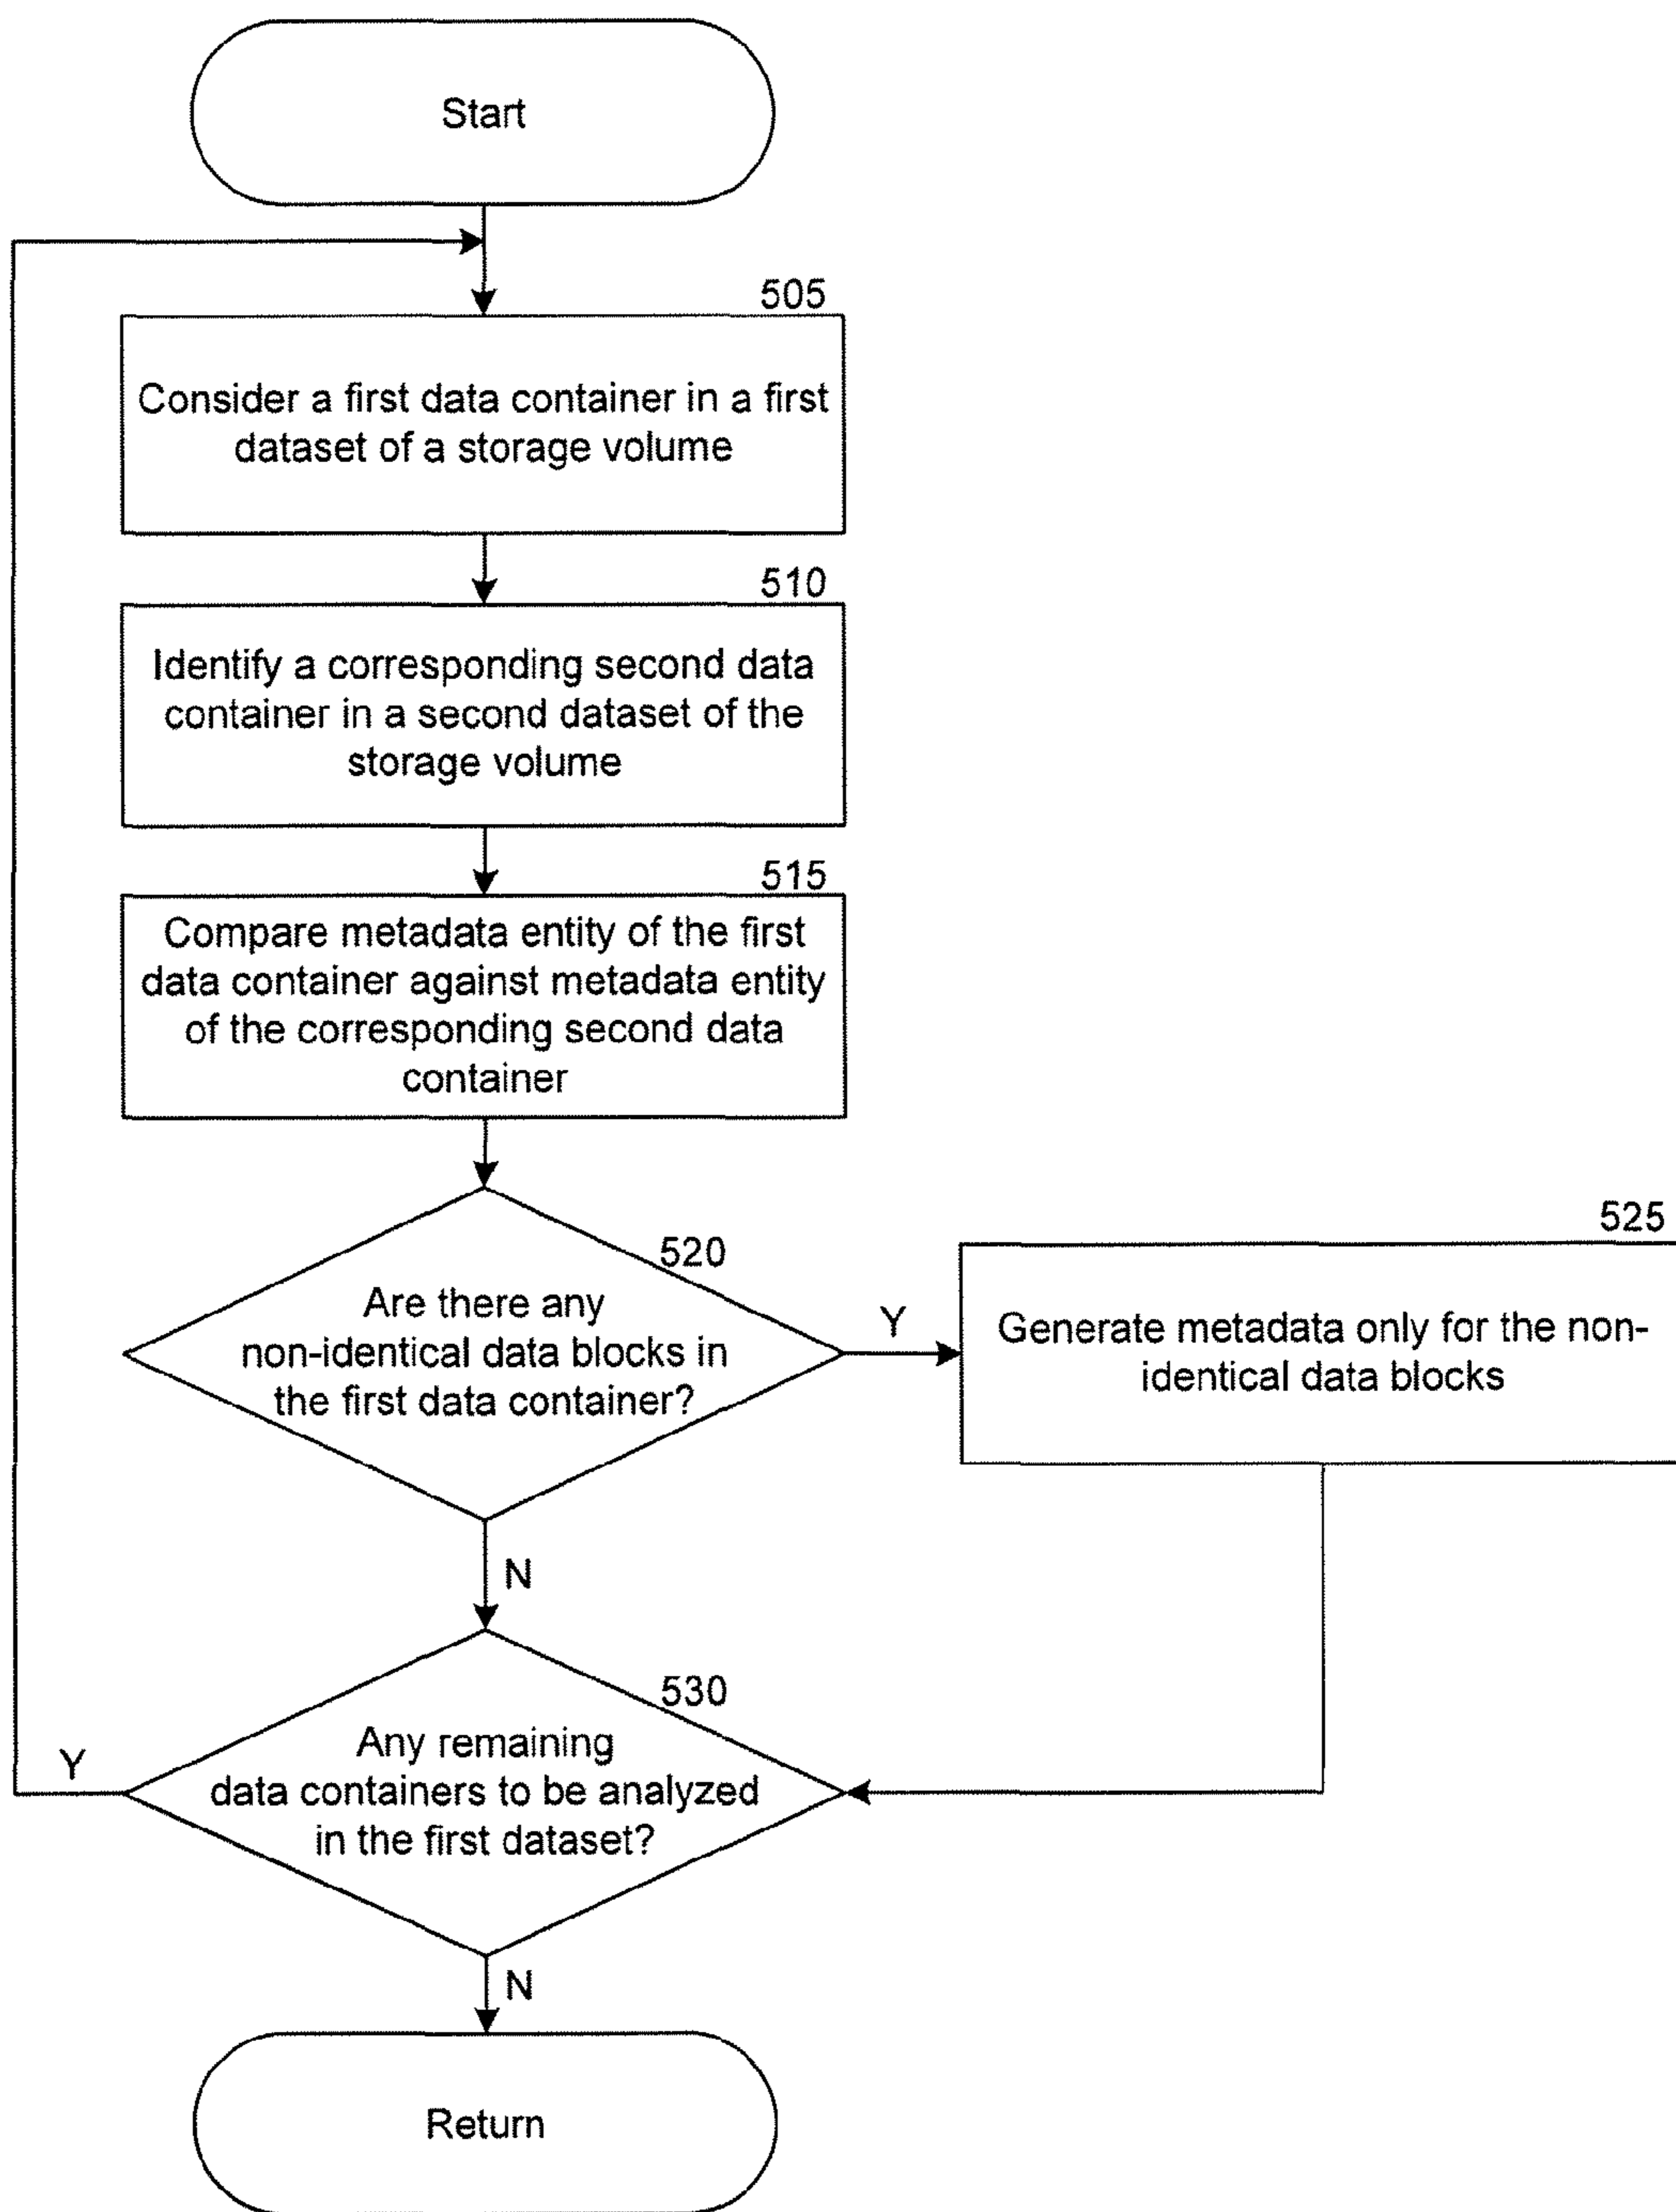 Start
505
Consider a first data container in a first
dataset of a storage volume
510
Identify a corresponding second data
container in a second dataset of the
storage volume
515
Compare metadata entity of the first
data container against metadata entity
of the corresponding second data
container
520
Are there any
non-identical data blocks in
the first data container?
Y
525
Generate metadata only for the non-
identical data blocks
N
530
Any remaining
data containers to be analyzed
in the first dataset?
Y
N
Return